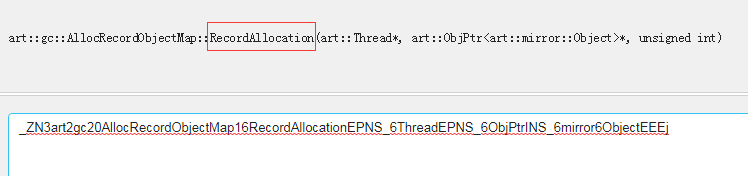 art::gc::AllocRecordObjectMap::RecordAllocation(art::Thread*, art::ObjPtr<art::mirror::Object>*, unsigned int)
_ZN3art2gc20AllocRecordObjectMap16RecordAllocationEPNS_6ThreadEPNS_6ObjPtrINS_6mirror6ObjectEEEj